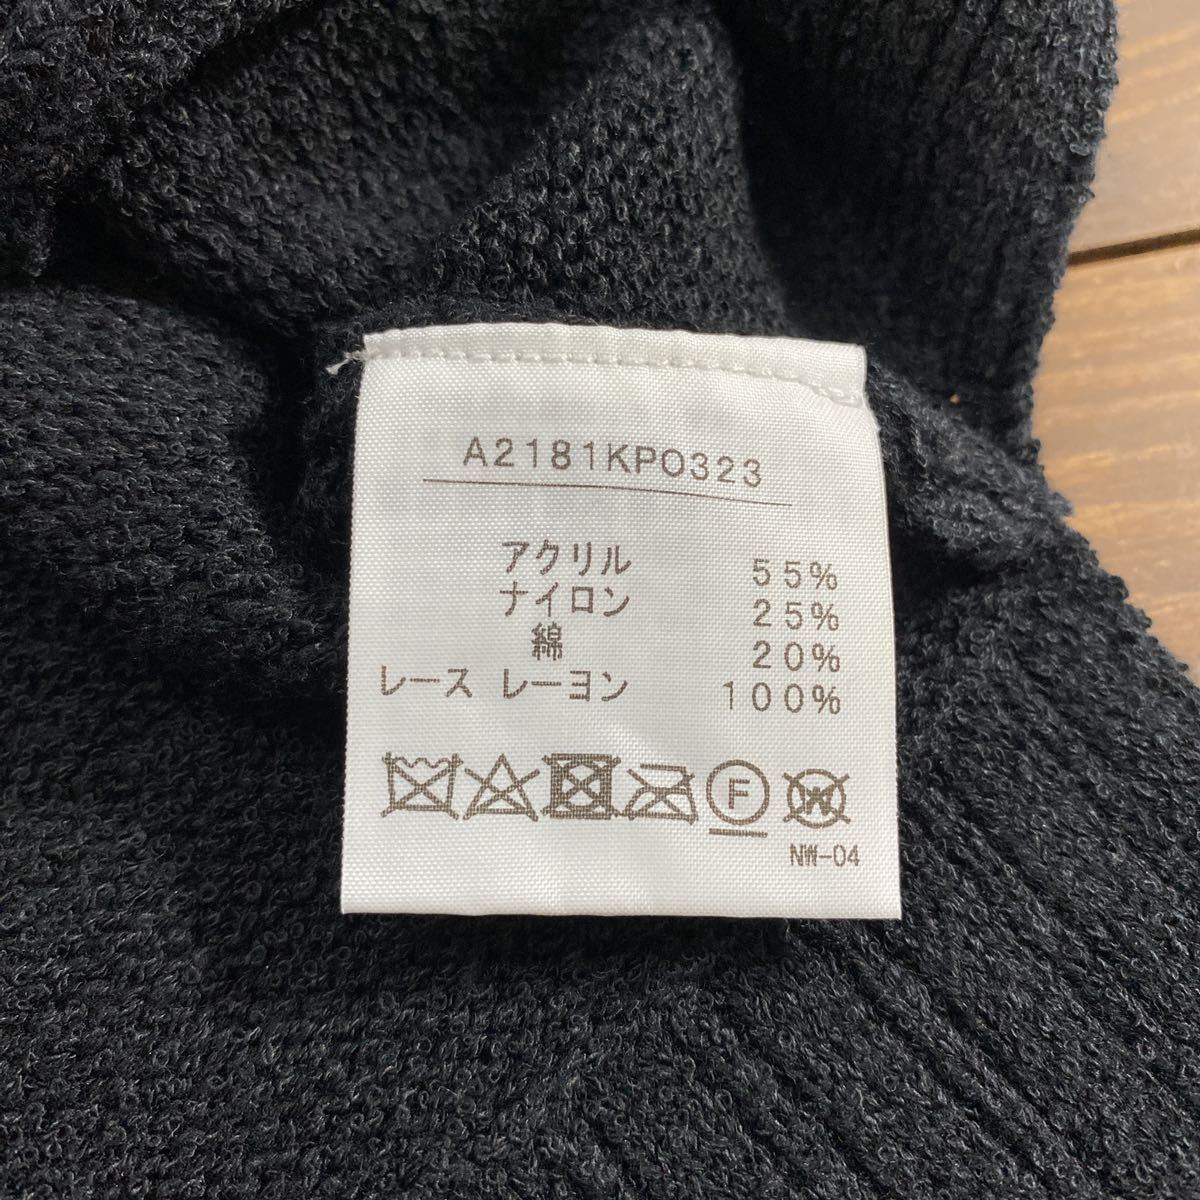 A2181KP0323
アクリル 55%
ナイロン 25%
綿 20%
レース レーヨン 100%
F W
NW-04